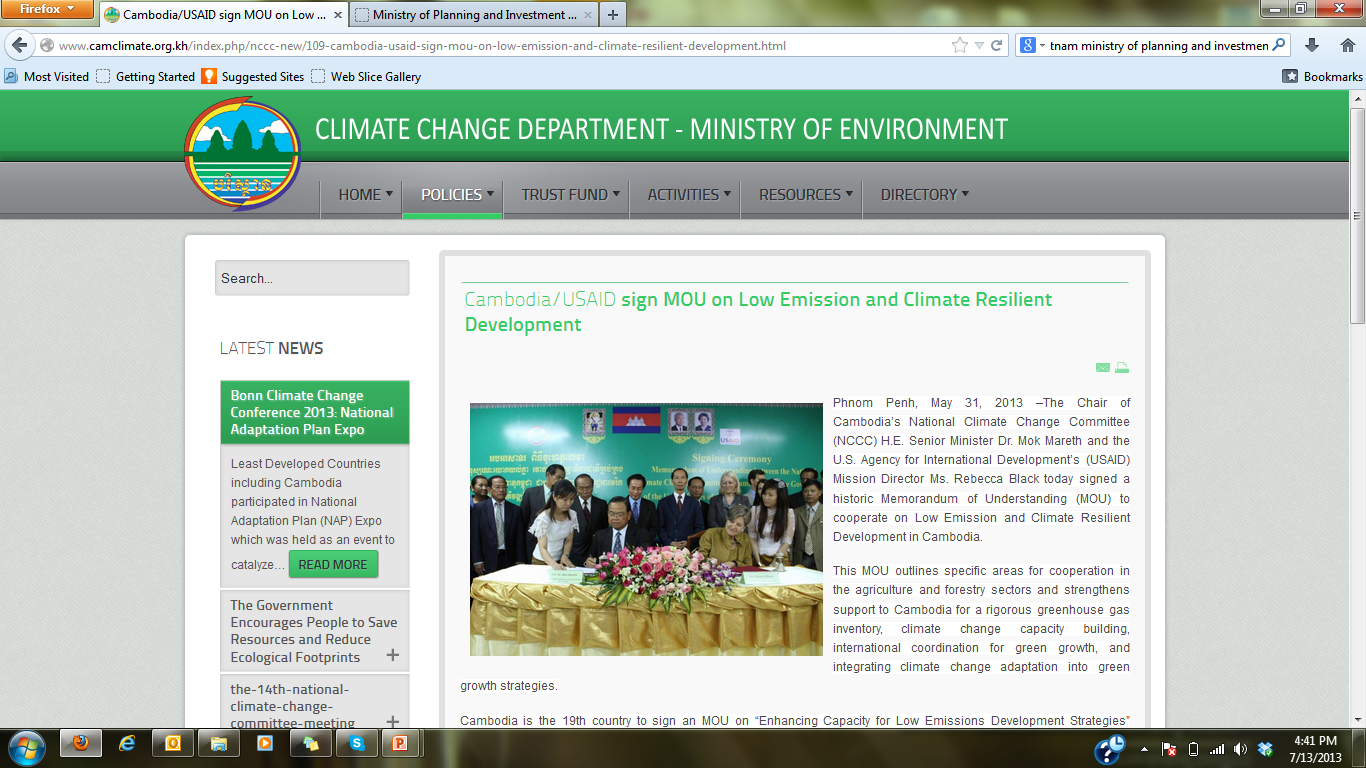 Firefox
Cambodia/USAID sign MOU on Low ...
Ministry of Planning and Investment ...
www.camclimate.org.kh/index.php/nccc-new/109-cambodia-usaid-sign-mou-on-low-emission-and-climate-resilient-development.html
tnam ministry of planning and investmen
Most Visited
Getting Started
Suggested Sites
Web Slice Gallery
Bookmarks
CLIMATE CHANGE DEPARTMENT - MINISTRY OF ENVIRONMENT
HOME
POLICIES
TRUST FUND
ACTIVITIES
RESOURCES
DIRECTORY
Search...
LATEST NEWS
Bonn Climate Change
Conference 2013: National
Adaptation Plan Expo
Least Developed Countries
including Cambodia
participated in National
Adaptation Plan (NAP) Expo
which was held as an event to
catalyze... READ MORE
The Government
Encourages People to Save
Resources and Reduce
Ecological Footprints
the-14th-national-
climate-change-
committee-meeting
Cambodia/USAID sign MOU on Low Emission and Climate Resilient
Development
USAID
Signing Ceremony
Phnom Penh, May 31, 2013 –The Chair of
Cambodia's National Climate Change Committee
(NCCC) H.E. Senior Minister Dr. Mok Mareth and the
U.S. Agency for International Development's (USAID)
Mission Director Ms. Rebecca Black today signed a
historic Memorandum of Understanding (MOU) to
cooperate on Low Emission and Climate Resilient
Development in Cambodia.
This MOU outlines specific areas for cooperation in
the agriculture and forestry sectors and strengthens
support to Cambodia for a rigorous greenhouse gas
inventory, climate change capacity building,
international coordination for green growth, and
integrating climate change adaptation into green
growth strategies.
Cambodia is the 19th country to sign an MOU on “Enhancing Capacity for Low Emissions Development Strategies”
4:41 PM
7/13/2013